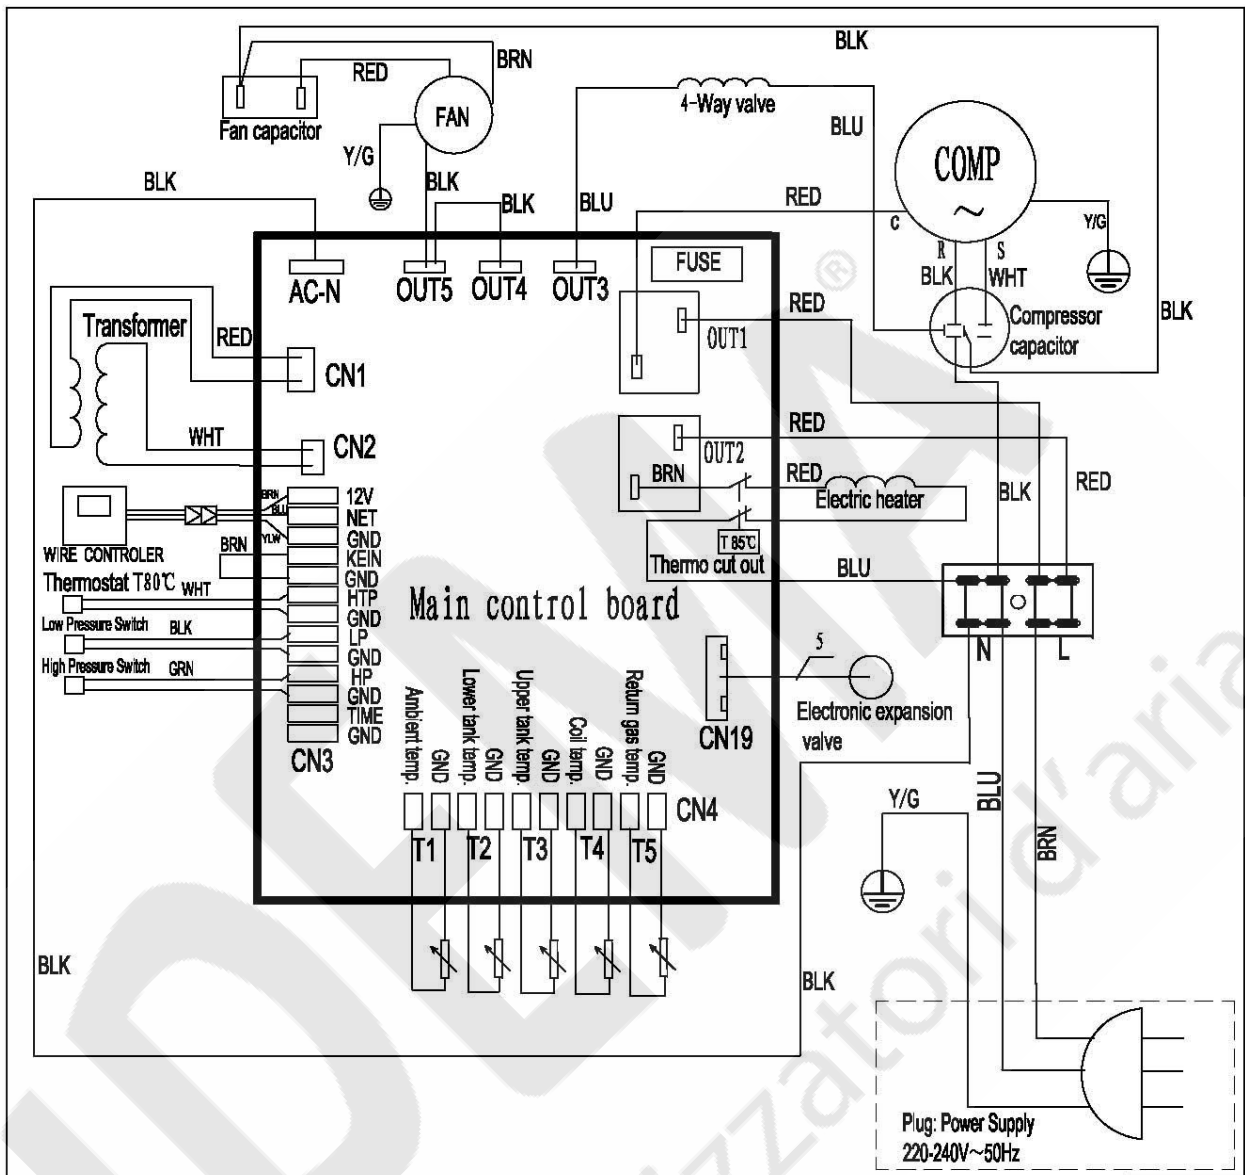 BLK
BRN
RED
FAN
Fan capacitor
4-Way valve
BLU
COMP
~
Y/G
BLK
BLK
BLK
BLU
RED
C
Y/G
R
S
BLK
WHT
®
AC-N
OUT5
OUT4
OUT3
FUSE
Transformer
RED
RED
BLK
OUT1
Compressor
capacitor
CN1
WHT
CN2
OUT2
RED
BRN
RED
Electric heater
BLK
RED
BRN
12V
BLU
NET
YLW
GND
WIRE CONTROLER
BRN
KEIN
GND
T 85℃
Thermo cut out
BLU
Thermostat T80℃
WHT
HTP
GND
Main control board
Low Pressure Switch
BLK
LP
GND
High Pressure Switch
GRN
HP
GND
TIME
GND
CN3
N
L
5
Electronic expansion
valve
CN19
Ambient temp.
GND
Lower tank temp.
GND
Upper tank temp.
GND
Coil temp.
GND
Return gas temp.
GND
CN4
T1
T2
T3
T4
T5
Y/G
BLU
BRN
BLK
BLK
Plug: Power Supply
220-240V~50Hz
DEMA
izzatori d'aria